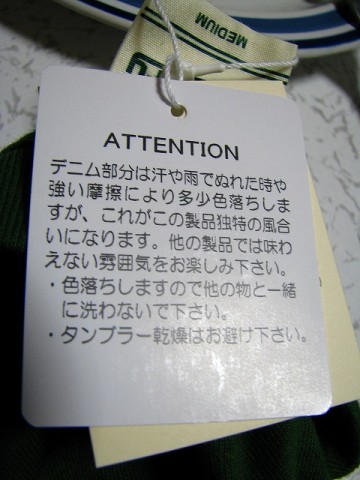 MEDIUM
ATTENTION
デニム部分は汗や雨でぬれた時や
強い摩擦により多少色落ちしま
すが、これがこの製品独特の風合
いになります。他の製品では味わ
えない雰囲気をお楽しみ下さい。
・色落ちしますので他の物と一緒
に洗わないで下さい。
・タンブラー乾燥はお避け下さい。